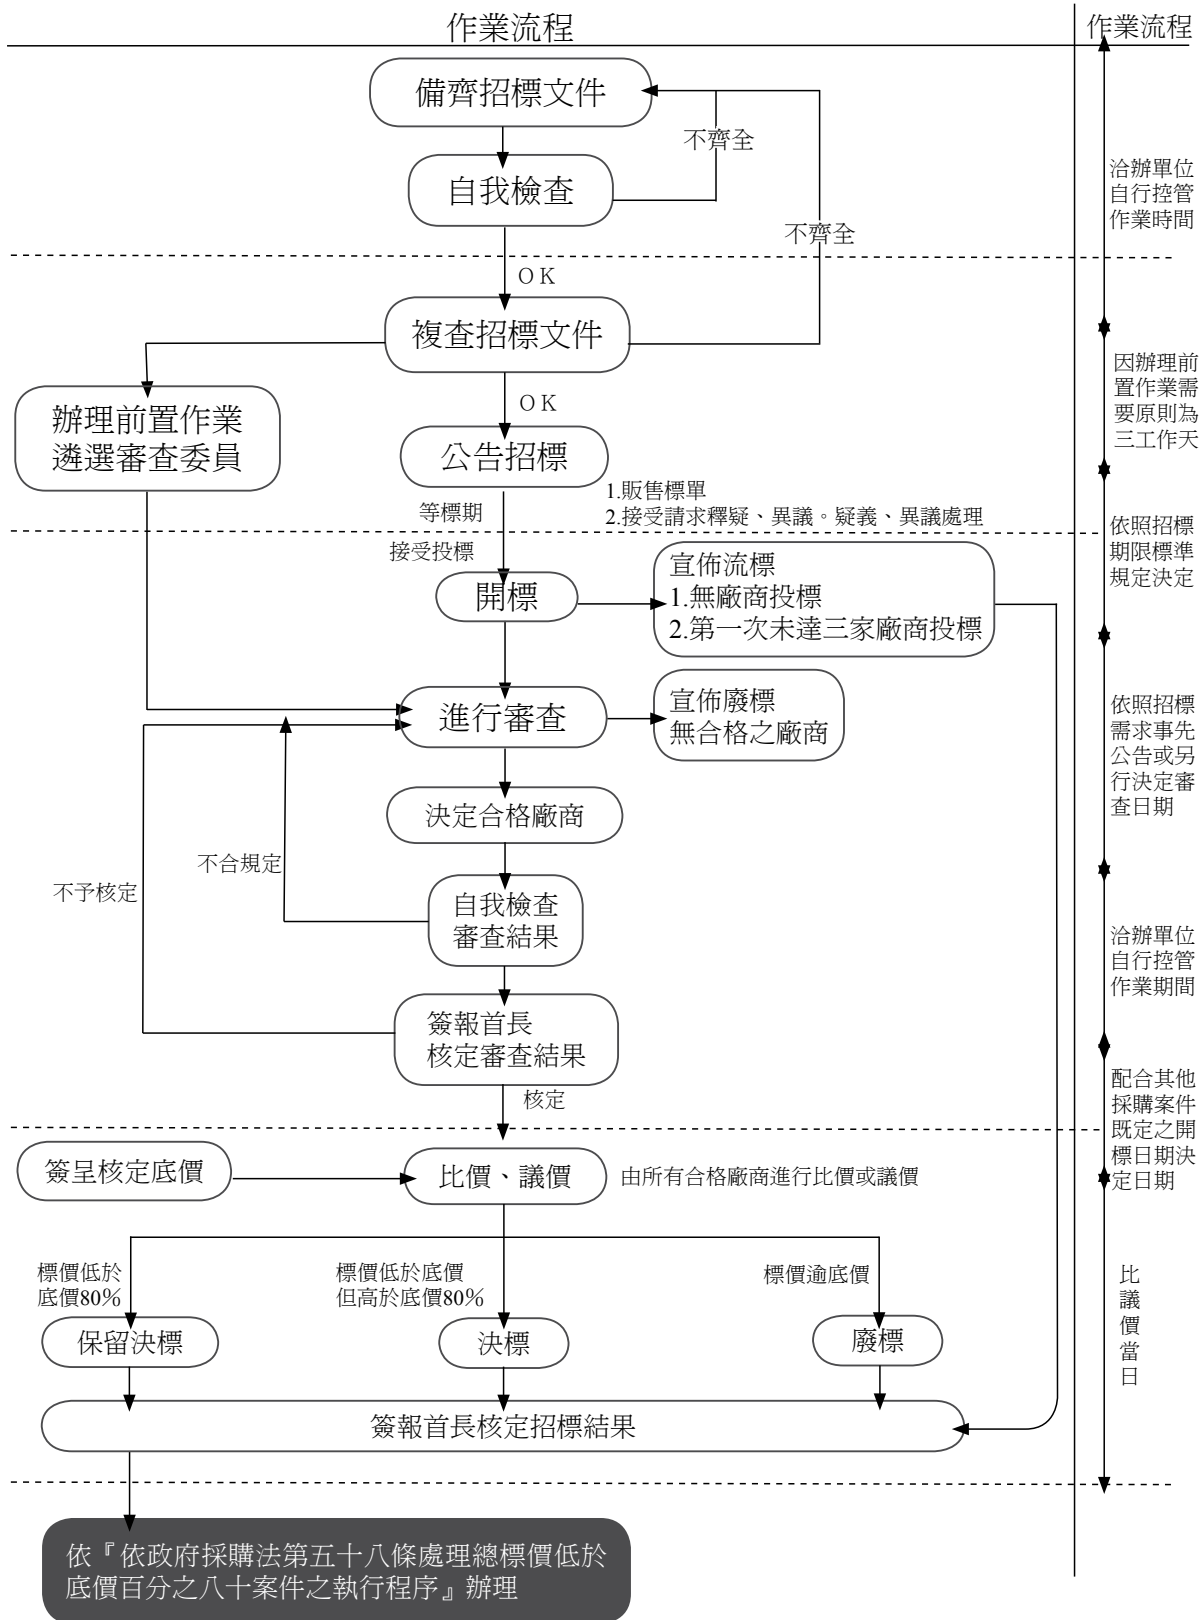 作業流程
作業流程
備齊招標文件
不齊全
自我檢查
不齊全
洽辦單位
自行控管
作業時間
OK
複查招標文件
因辦理前
置作業需
要原則為
三工作天
辦理前置作業
遴選審查委員
OK
公告招標
等標期
1.販售標單
2.接受請求釋疑、異議。疑義、異議處理
依照招標
期限標準
規定決定
接受投標
開標
宣佈流標
1.無廠商投標
2.第一次未達三家廠商投標
進行審查
宣佈廢標
無合格之廠商
依照招標
需求事先
公告或另
行決定審
查日期
決定合格廠商
不合規定
不予核定
自我檢查
審查結果
洽辦單位
自行控管
作業期間
簽報首長
核定審查結果
核定
配合其他
採購案件
既定之開
標日期決
定日期
簽呈核定底價
比價、議價
由所有合格廠商進行比價或議價
標價低於
底價80%
標價低於底價
但高於底價80%
標價逾底價
比
議
價
當
日
保留決標
決標
廢標
簽報首長核定招標結果
依『依政府採購法第五十八條處理總標價低於
底價百分之八十案件之執行程序』辦理